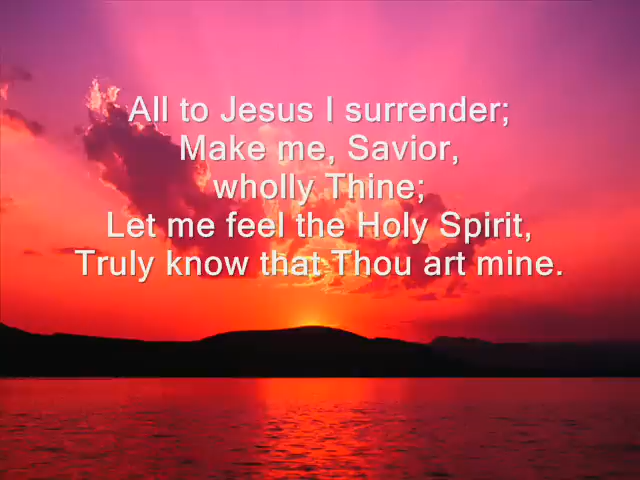 All to Jesus I surrender;
Make me, Savior,
wholly Thine;
Let me feel the Holy Spirit,
Truly know that Thou art mine.